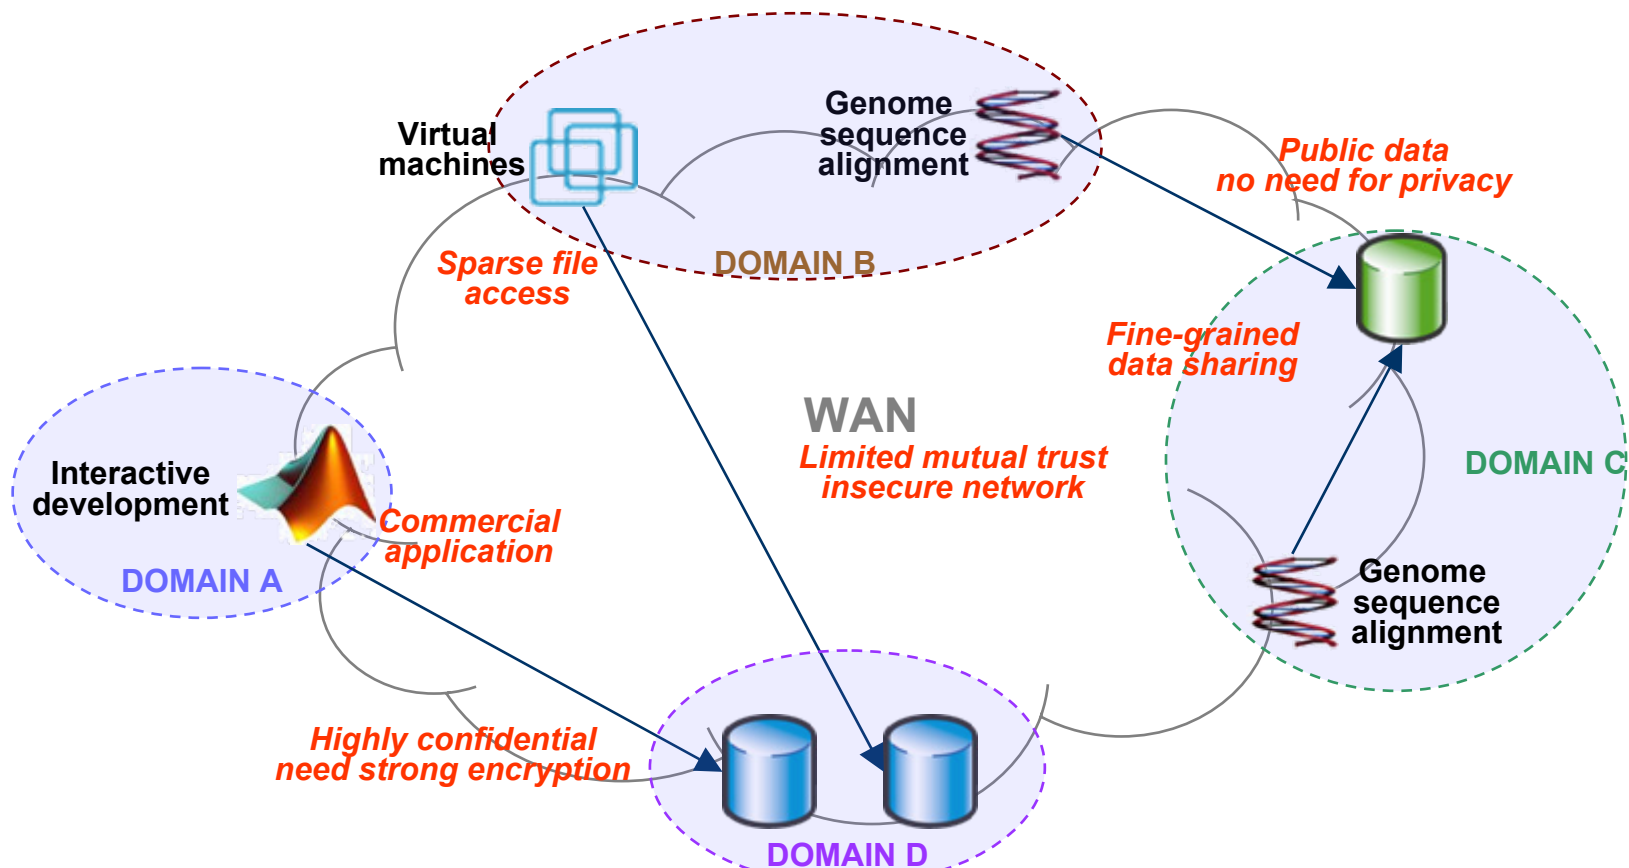 Genome
sequence
alignment
Virtual
machines
Public data
no need for privacy
Sparse file
access
DOMAIN B
Fine-grained
data sharing
WAN
Limited mutual trust
insecure network
DOMAIN C
Interactive
development
Commercial
application
DOMAIN A
Genome
sequence
alignment
Highly confidential
need strong encryption
DOMAIN D